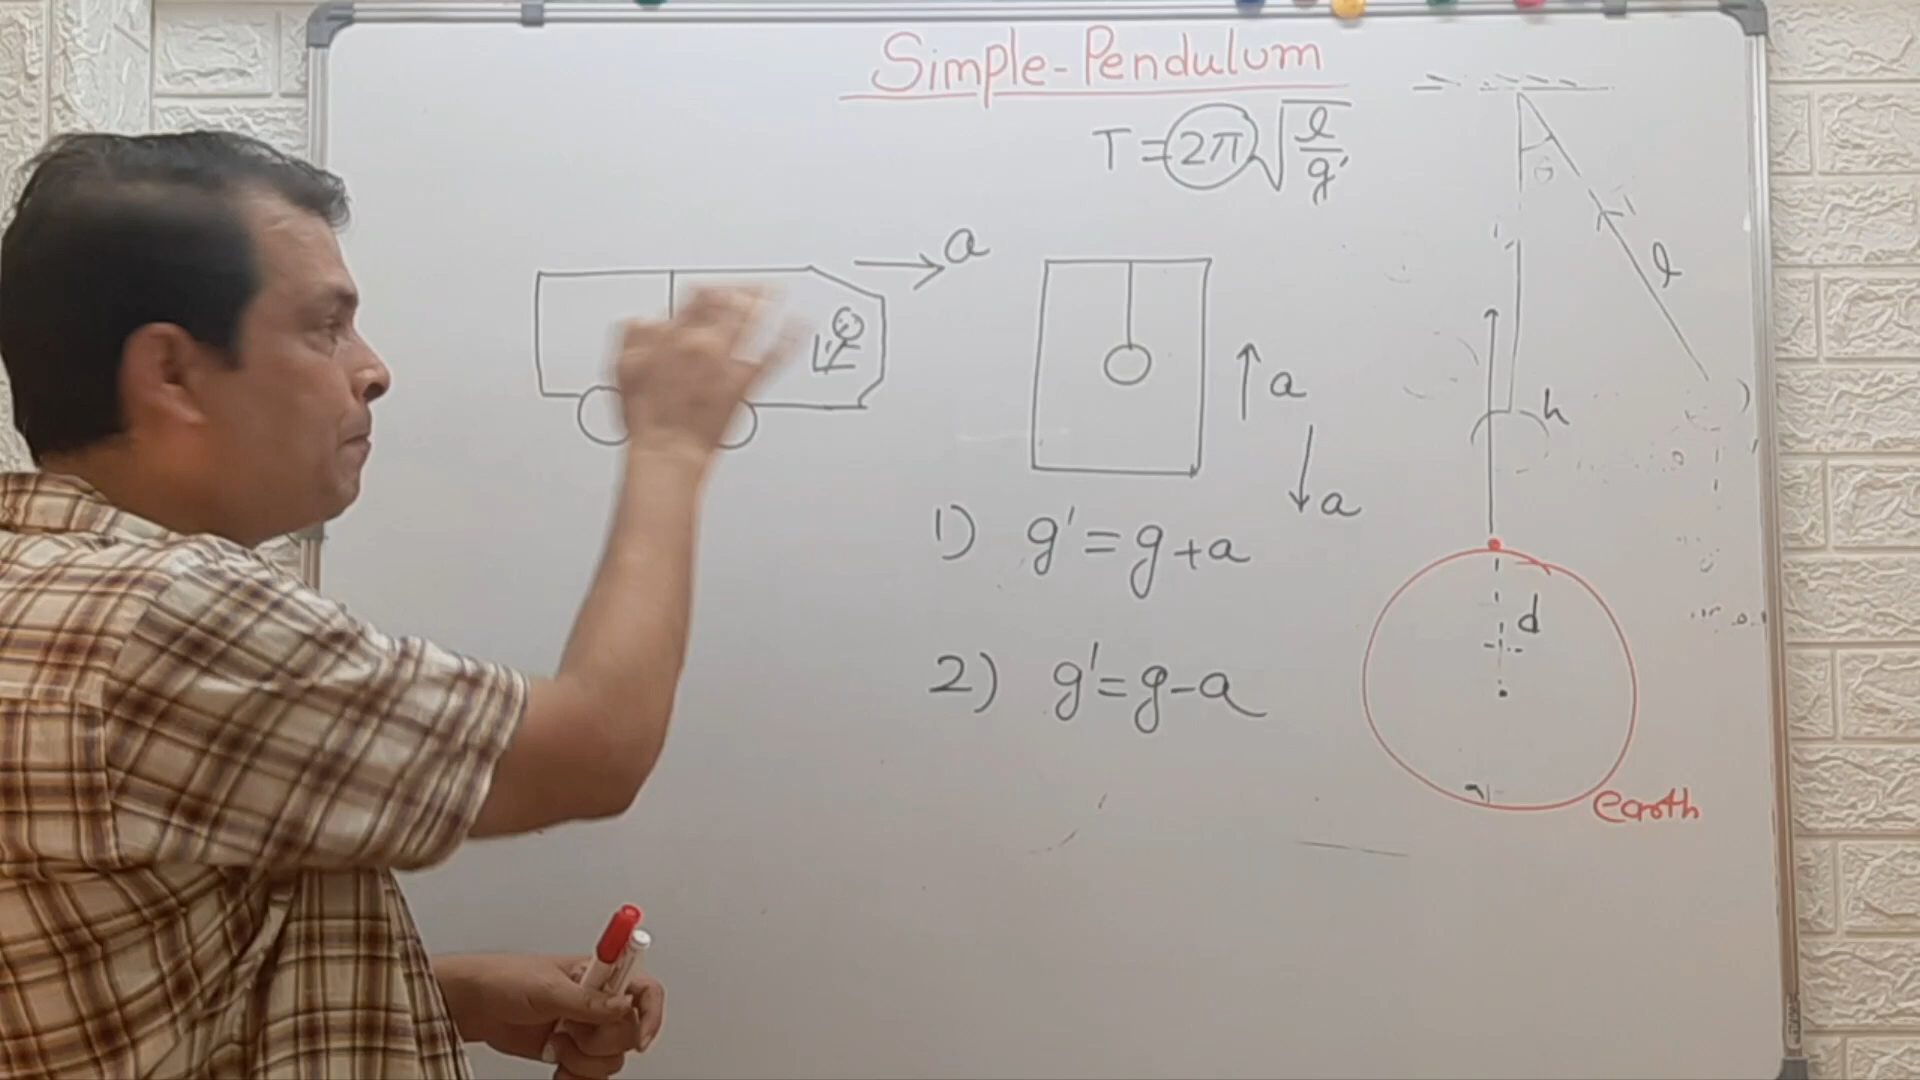 Simple-Pendulum
T = 2π√(l/g')
θ
l
a
a
a
h
1) g' = g + a
d
2) g' = g - a
earth